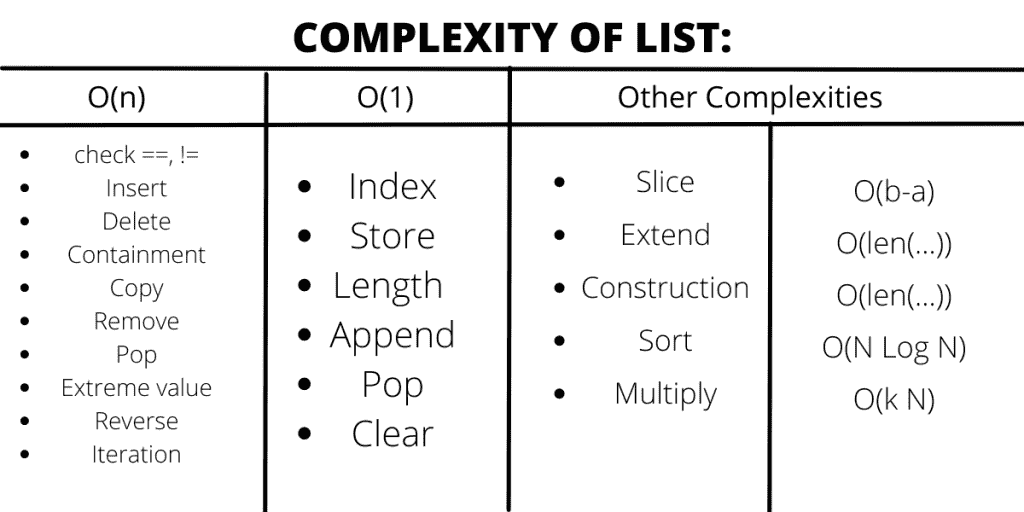 COMPLEXITY OF LIST:
O(n)
O(1)
Other Complexities
• check ==, !=
• Insert
• Delete
• Containment
• Copy
• Remove
• Pop
• Extreme value
• Reverse
• Iteration
• Index
• Store
• Length
• Append
• Pop
• Clear
• Slice
• Extend
• Construction
• Sort
• Multiply
O(b-a)
O(len(...))
O(len(...))
O(N Log N)
O(k N)